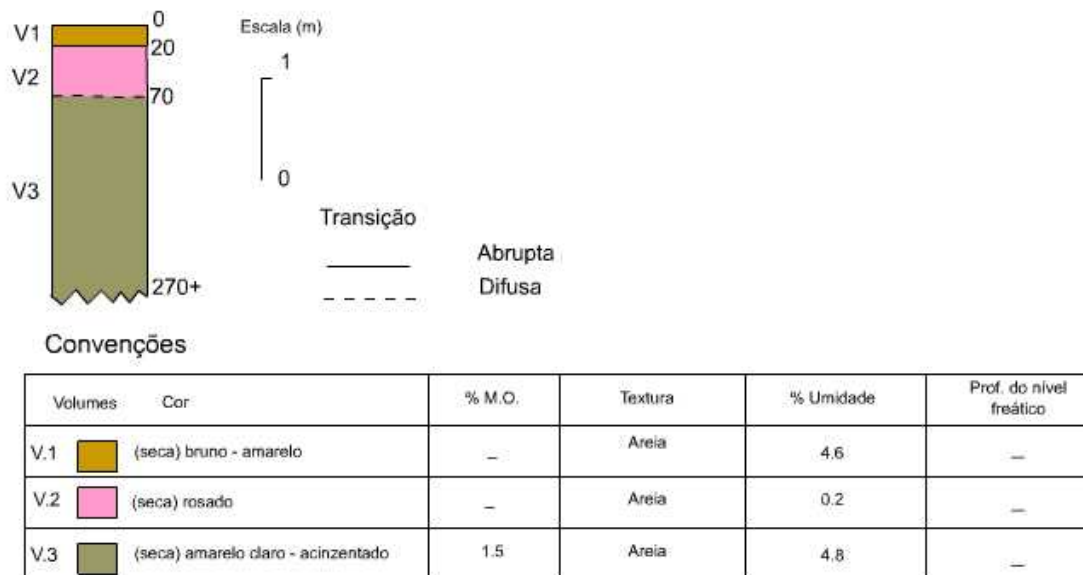 0
V1
20
V2
70
V3
270+
Escala (m)
1
0
Transição
Abrupta
Difusa
Convenções
Volumes Cor % M.O. Textura % Umidade Prof. do nível freático
V.1 (seca) bruno - amarelo – Areia 4.6 —
V.2 (seca) rosado – Areia 0.2 —
V.3 (seca) amarelo claro - acinzentado 1.5 Areia 4.8 —